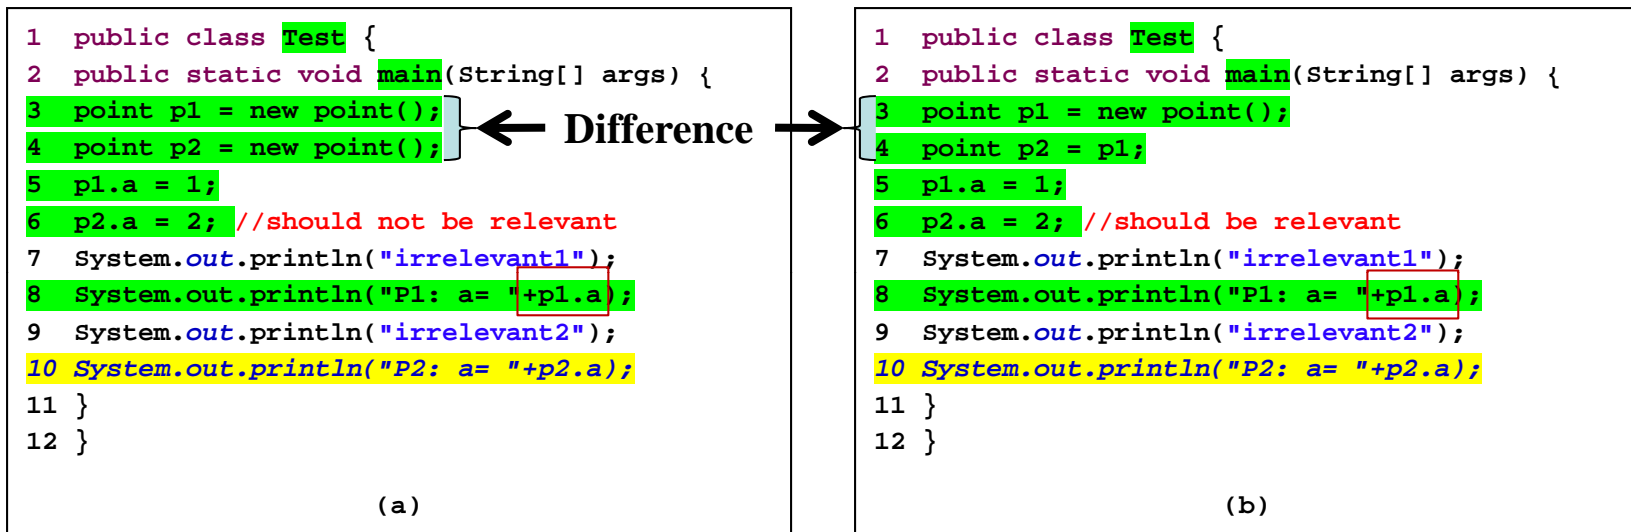 1 public class Test {
2 public static void main(String[] args) {
3 point p1 = new point();
4 point p2 = new point();
5 p1.a = 1;
6 p2.a = 2; //should not be relevant
7 System.out.println("irrelevant1");
8 System.out.println("P1: a= "+p1.a);
9 System.out.println("irrelevant2");
10 System.out.println("P2: a= "+p2.a);
11 }
12 }
(a)
Difference
1 public class Test {
2 public static void main(String[] args) {
3 point p1 = new point();
4 point p2 = p1;
5 p1.a = 1;
6 p2.a = 2; //should be relevant
7 System.out.println("irrelevant1");
8 System.out.println("P1: a= "+p1.a);
9 System.out.println("irrelevant2");
10 System.out.println("P2: a= "+p2.a);
11 }
12 }
(b)